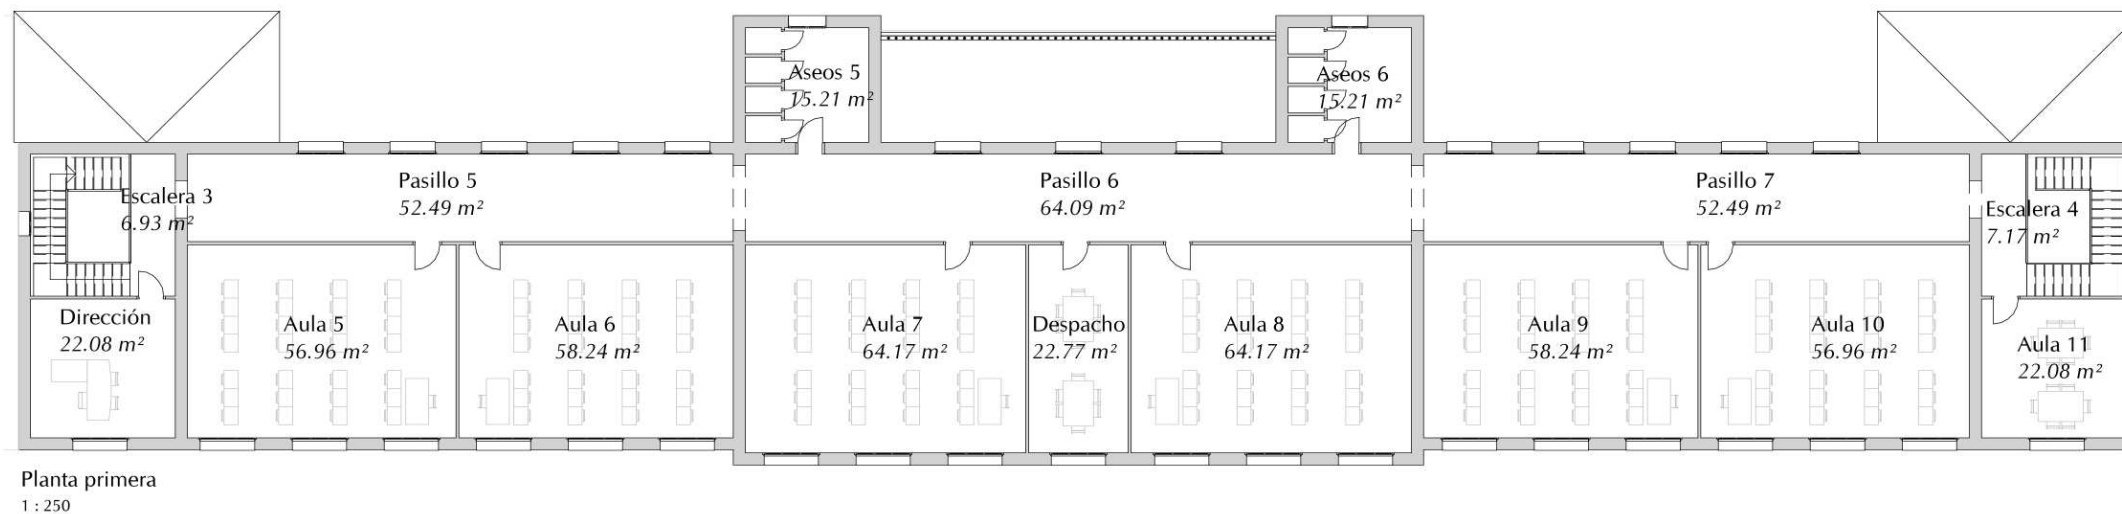 Aseos 5
15.21 m²
Aseos 6
15.21 m²
Escalera 3
6.93 m²
Pasillo 5
52.49 m²
Pasillo 6
64.09 m²
Pasillo 7
52.49 m²
Escalera 4
7.17 m²
Dirección
22.08 m²
Aula 5
56.96 m²
Aula 6
58.24 m²
Aula 7
64.17 m²
Despacho
22.77 m²
Aula 8
64.17 m²
Aula 9
58.24 m²
Aula 10
56.96 m²
Aula 11
22.08 m²
Planta primera
1 : 250